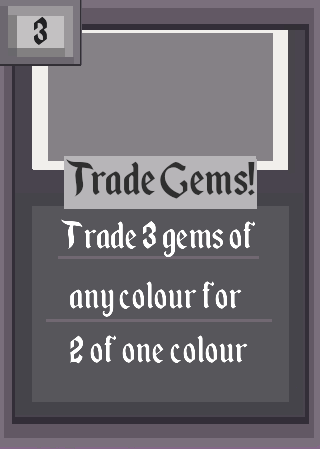 3
Trade Gems!
Trade 3 gems of
any colour for
2 of one colour